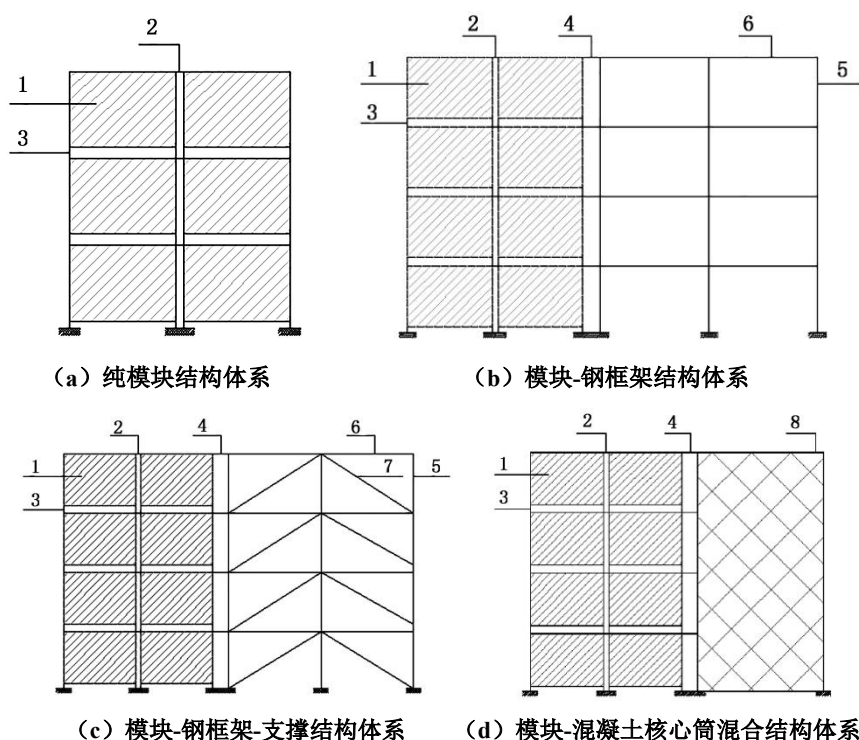 2
1
3
(a）纯模块结构体系
2 4 6
1 5
3
(b）模块-钢框架结构体系
2 4 6
1 7 5
3
(c）模块-钢框架-支撑结构体系
2 4 8
1
3
(d）模块-混凝土核心筒混合结构体系